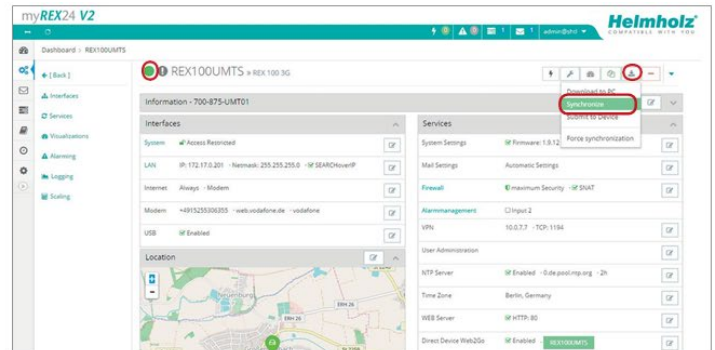 myREX24 V2
Helmholz
COMPATIBLE WITH YOU
admin@shil
Dashboard > REX100UMTS
[ Back ]
Interfaces
Services
Visualizations
Alarming
Logging
Scaling
REX100UMTS » REX 100 3G
Download to PC
Synchronize
Submit to Device
Force synchronization
Information - 700-875-UMT01
Interfaces
System Access Restricted
LAN IP: 172.17.0.201 - Netmask: 255.255.255.0 - SEARCHoverIP
Internet Always - Modem
Modem +4915255306355 - web.vodafone.de - vodafone
USB Enabled
Location
Neuenburg
ERH 26
ERH 26
Services
System Settings Firmware: 1.9.12
Mail Settings Automatic Settings
Firewall maximum Security - SNAT
Alarmmanagement Input 2
VPN 10.0.7.7 - TCP: 1194
User Administration
NTP Server Enabled - 0.de.pool.ntp.org - 2h
Time Zone Berlin, Germany
WEB Server HTTP: 80
Direct Device Web2Go Enabled
REX100UMTS